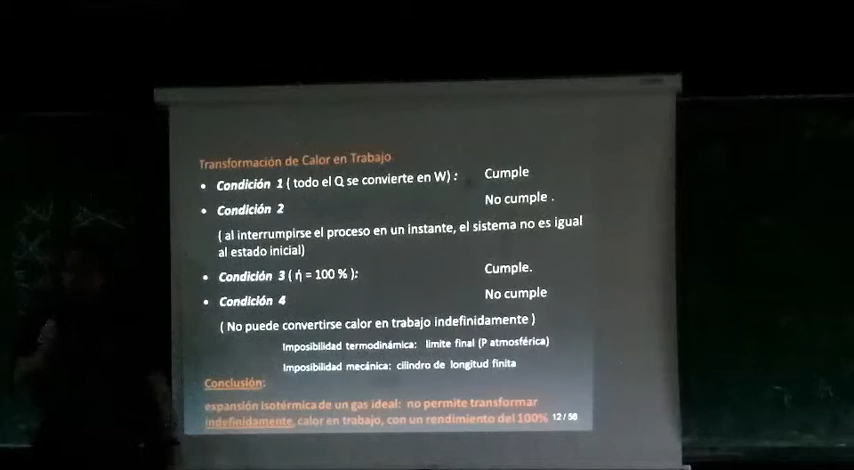 Transformación de Calor en Trabajo
• Condición 1 ( todo el Q se convierte en W) : Cumple
• Condición 2 No cumple .
( al interrumpirse el proceso en un instante, el sistema no es igual
al estado inicial)
• Condición 3 ( ή = 100 % ): Cumple.
• Condición 4 No cumple
( No puede convertirse calor en trabajo indefinidamente )
Imposibilidad termodinámica: limite final (P atmosférica)
Imposibilidad mecánica: cilindro de longitud finita
Conclusión:
expansión isotérmica de un gas ideal: no permite transformar
indefinidamente, calor en trabajo, con un rendimiento del 100% 12 / 58